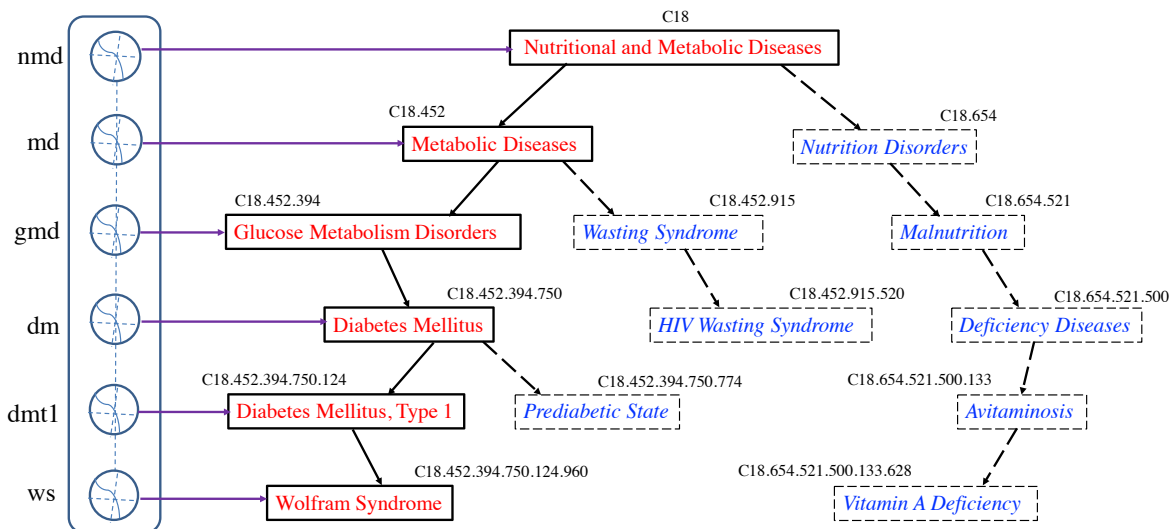 C18
nmd
Nutritional and Metabolic Diseases
C18.452
C18.654
md
Metabolic Diseases
Nutrition Disorders
C18.452.394
C18.452.915
C18.654.521
gmd
Glucose Metabolism Disorders
Wasting Syndrome
Malnutrition
C18.452.394.750
C18.452.915.520
C18.654.521.500
dm
Diabetes Mellitus
HIV Wasting Syndrome
Deficiency Diseases
C18.452.394.750.124
C18.452.394.750.774
C18.654.521.500.133
dmt1
Diabetes Mellitus, Type 1
Prediabetic State
Avitaminosis
C18.452.394.750.124.960
C18.654.521.500.133.628
ws
Wolfram Syndrome
Vitamin A Deficiency